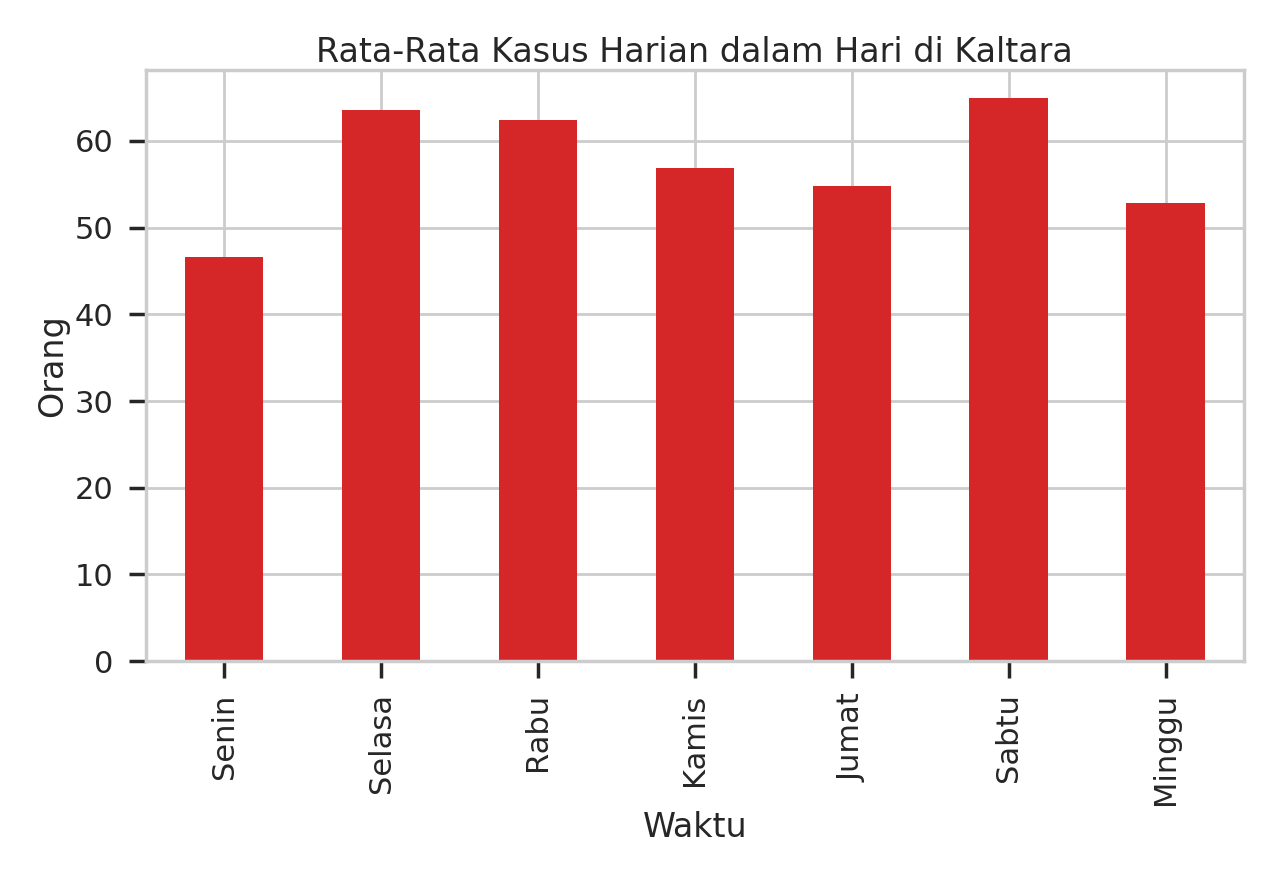 Rata-Rata Kasus Harian dalam Hari di Kaltara
Orang
60
50
40
30
20
10
0
Senin
Selasa
Rabu
Kamis
Jumat
Sabtu
Minggu
Waktu